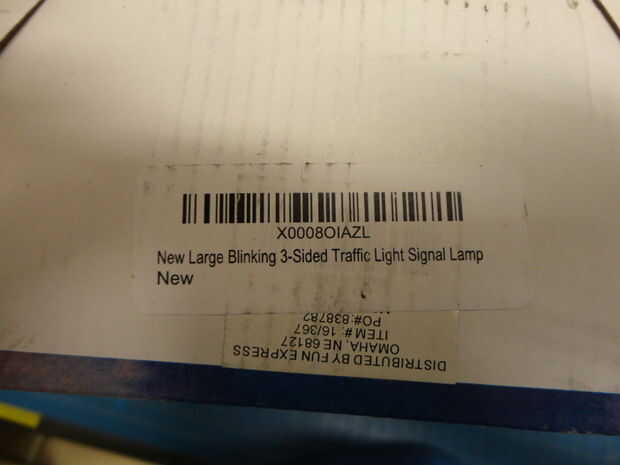 X0008OIAZL
New Large Blinking 3-Sided Traffic Light Signal Lamp
New
DISTRIBUTED BY FUN EXPRESS
OMAHA, NE 68127
ITEM #: 16/367
PO#:838782